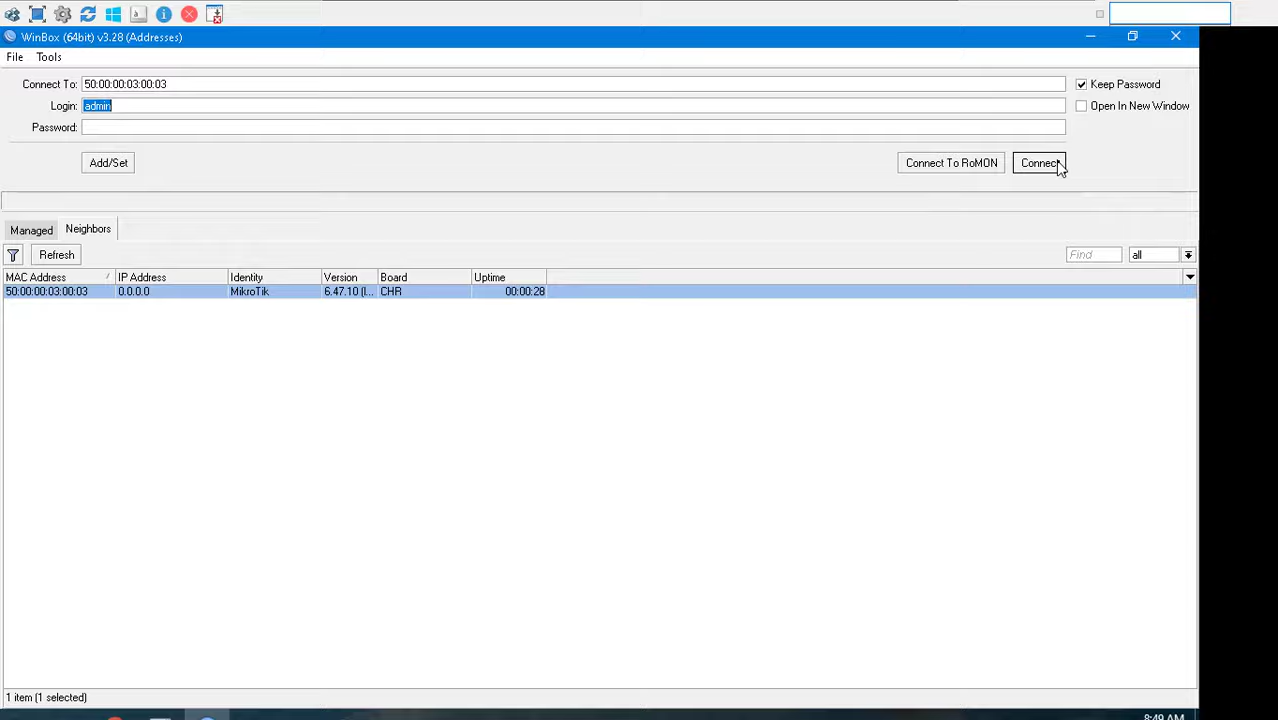 WinBox (64bit) v3.28 (Addresses)
File Tools
Connect To: 50:00:00:03:00:03 Keep Password
Login: admin Open In New Window
Password:
Add/Set Connect To RoMON Connect
Managed Neighbors
Refresh Find all
MAC Address IP Address Identity Version Board Uptime
50:00:00:03:00:03 0.0.0.0 MikroTik 6.47.10 (l... CHR 00:00:28
1 item (1 selected)
8:49 AM